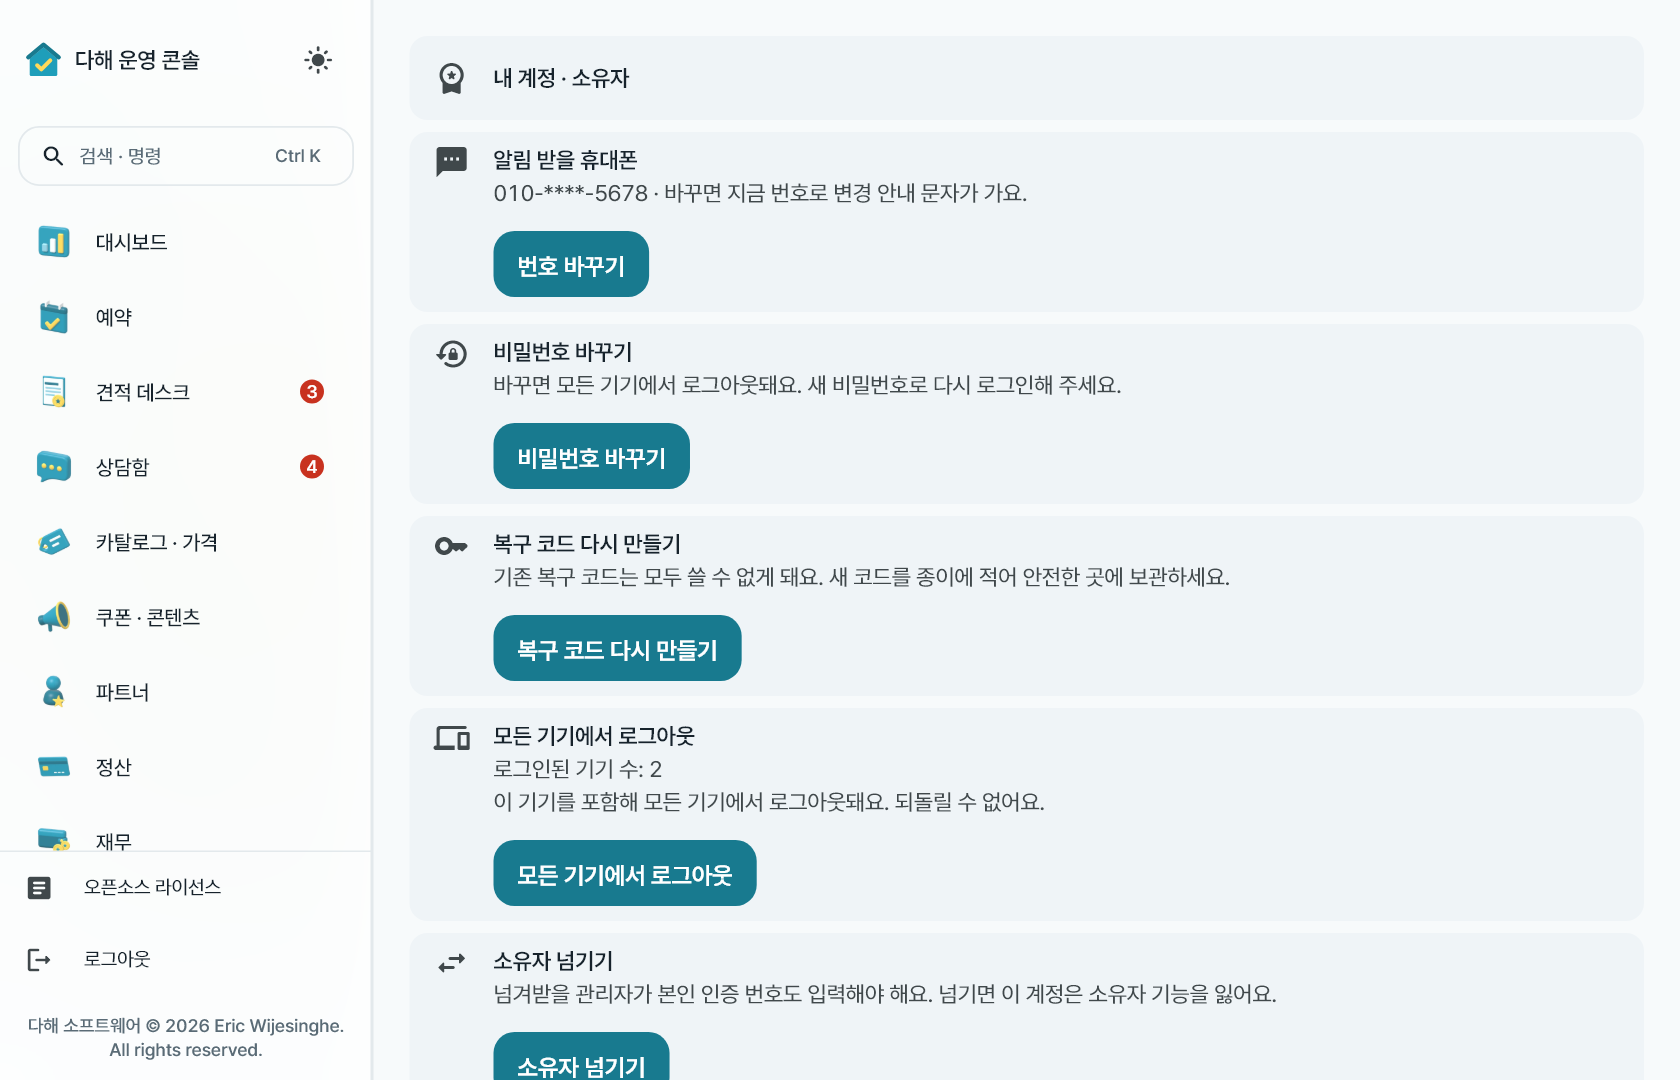 다해 운영 콘솔
검색 · 명령 Ctrl K
대시보드
예약
견적 데스크 3
상담함 4
카탈로그 · 가격
쿠폰 · 콘텐츠
파트너
정산
재무
오픈소스 라이선스
로그아웃
다해 소프트웨어 © 2026 Eric Wijesinghe.
All rights reserved.
내 계정 · 소유자
알림 받을 휴대폰
010-****-5678 · 바꾸면 지금 번호로 변경 안내 문자가 가요.
번호 바꾸기
비밀번호 바꾸기
바꾸면 모든 기기에서 로그아웃돼요. 새 비밀번호로 다시 로그인해 주세요.
비밀번호 바꾸기
복구 코드 다시 만들기
기존 복구 코드는 모두 쓸 수 없게 돼요. 새 코드를 종이에 적어 안전한 곳에 보관하세요.
복구 코드 다시 만들기
모든 기기에서 로그아웃
로그인된 기기 수: 2
이 기기를 포함해 모든 기기에서 로그아웃돼요. 되돌릴 수 없어요.
모든 기기에서 로그아웃
소유자 넘기기
넘겨받을 관리자가 본인 인증 번호도 입력해야 해요. 넘기면 이 계정은 소유자 기능을 잃어요.
소유자 넘기기